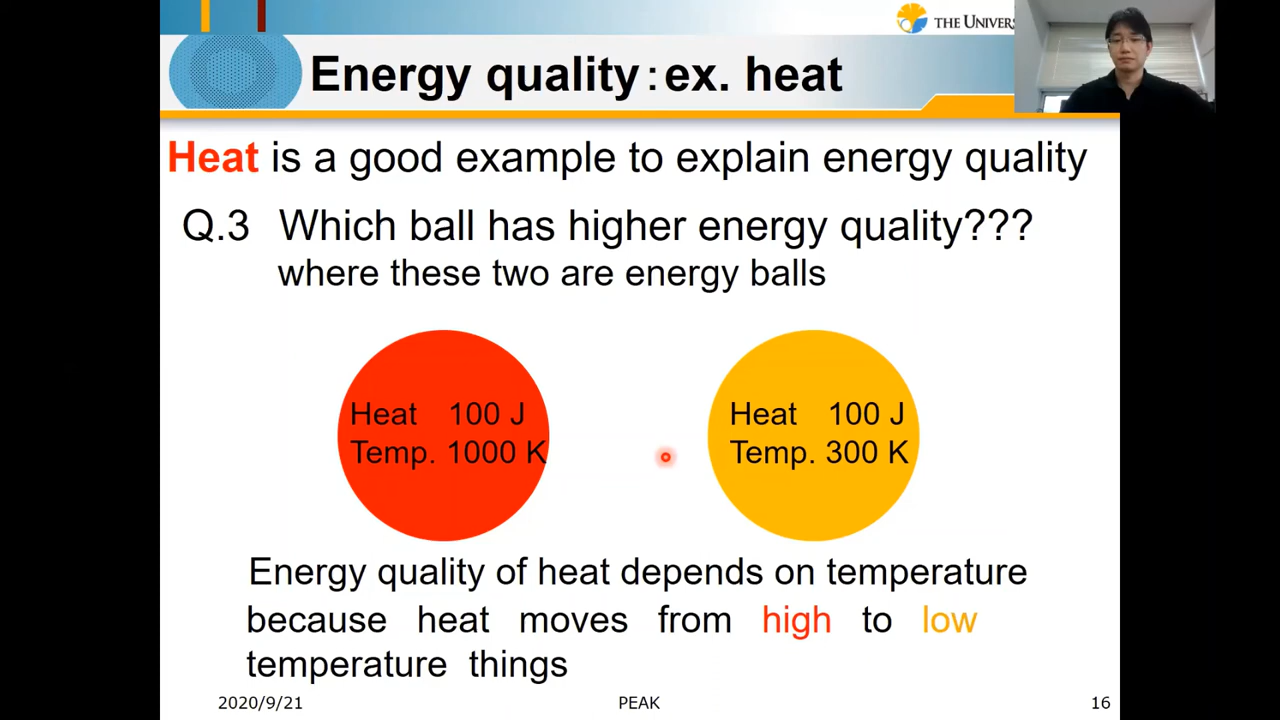 THE UNIVERS
Energy quality：ex. heat
Heat is a good example to explain energy quality
Q.3 Which ball has higher energy quality???
where these two are energy balls
Heat 100 J
Temp. 1000 K
Heat 100 J
Temp. 300 K
Energy quality of heat depends on temperature
because heat moves from high to low
temperature things
2020/9/21
PEAK
16